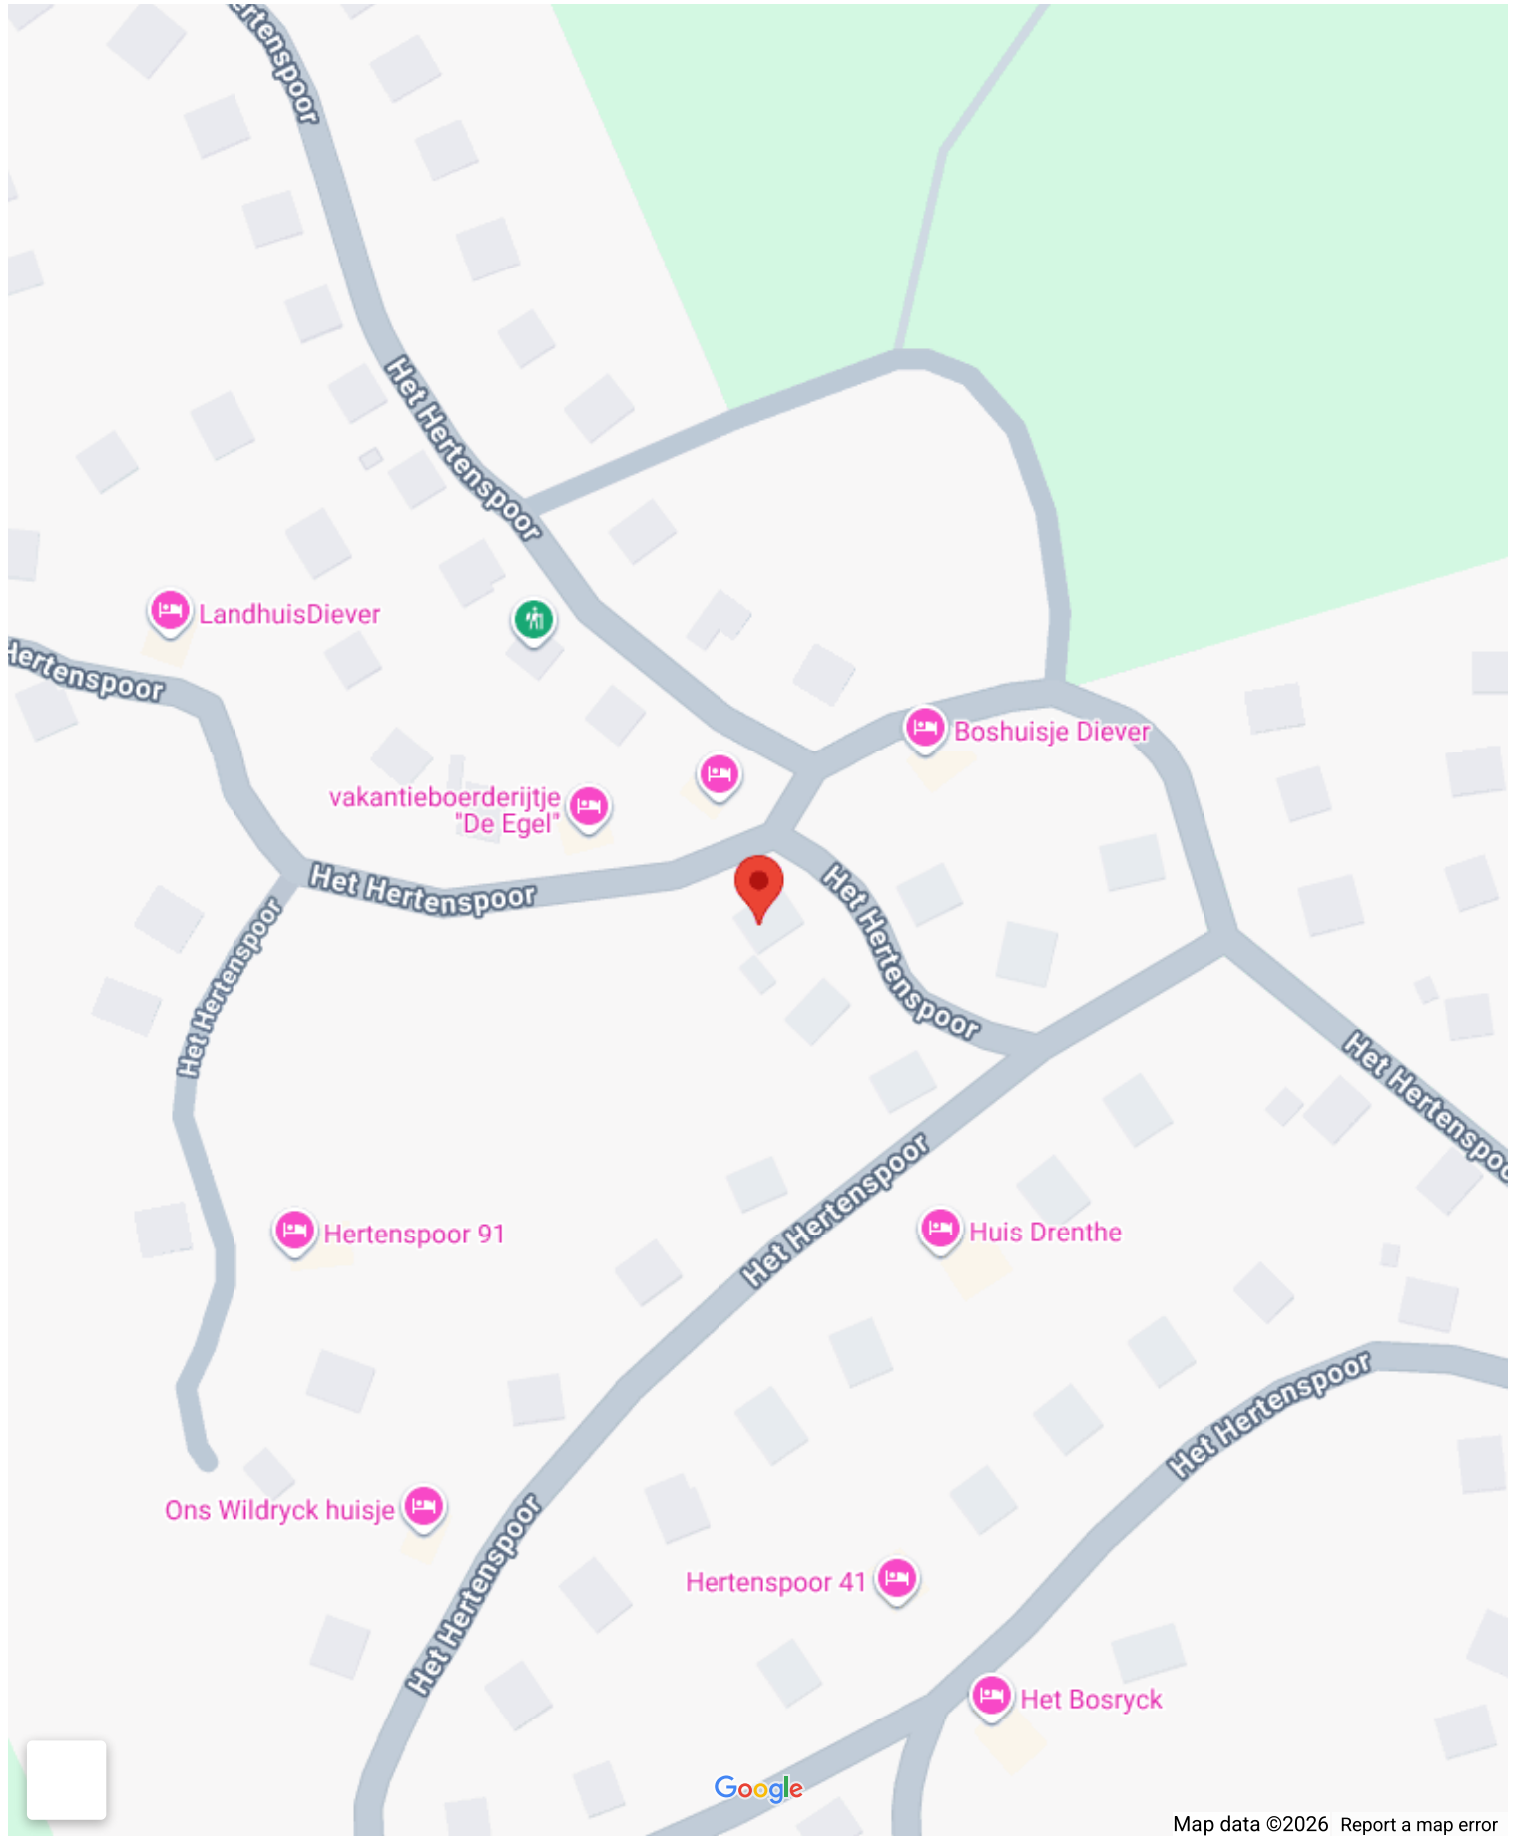 ertenspoor
Het Hertenspoor
LandhuisDiever
Hertenspoor
Boshuisje Diever
vakantieboerderijtje
"De Egel"
Het Hertenspoor
Het Hertenspoor
Het Hertenspoor
Het Hertenspoor
Het Hertenspoor
Hertenspoor 91
Huis Drenthe
Het Hertenspoor
Ons Wildryck huisje
Het Hertenspoor
Hertenspoor 41
Het Hertenspoor
Het Bosryck
Google
Map data ©2026 Report a map error